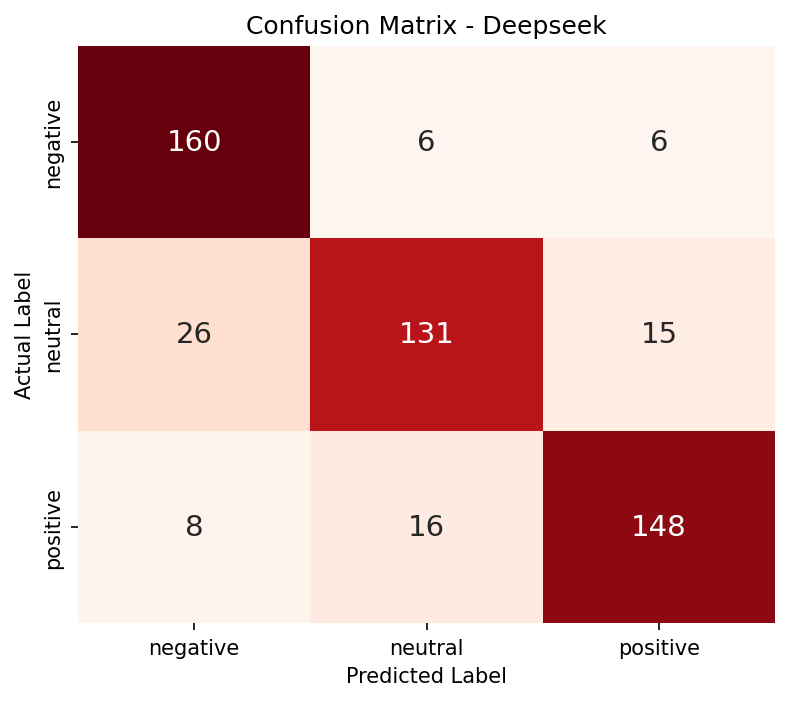 Confusion Matrix - Deepseek
negative 160 6 6
neutral 26 131 15
positive 8 16 148
Actual Label
negative neutral positive
Predicted Label